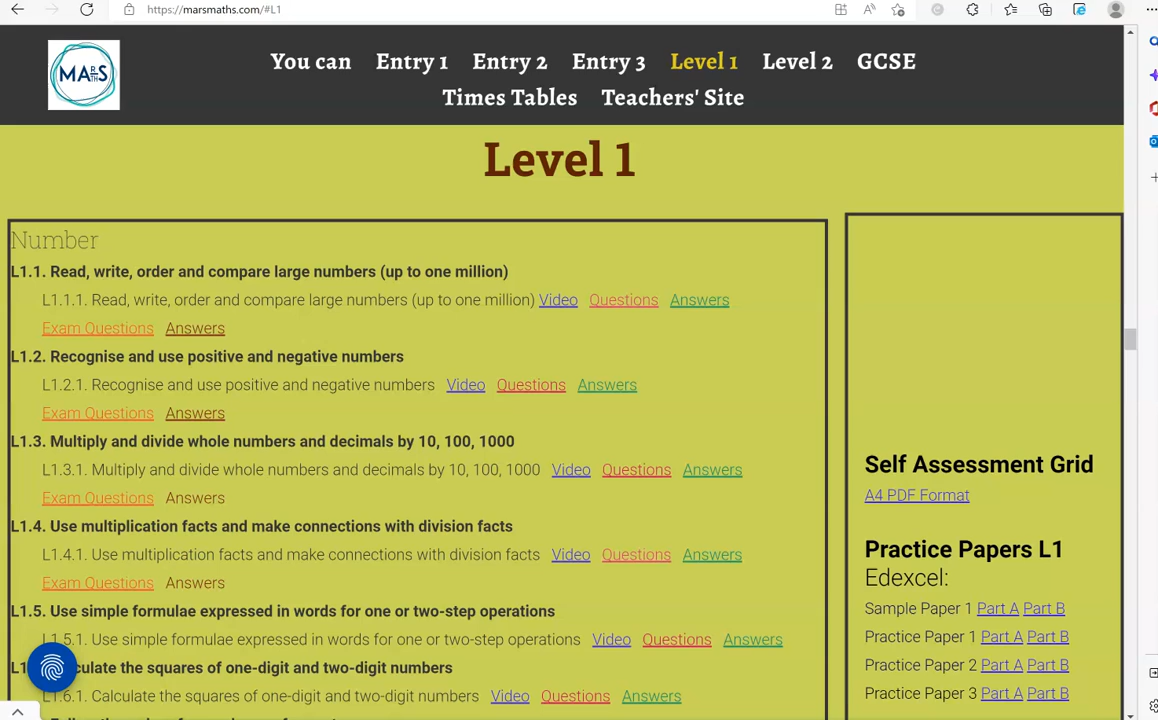 https://marsmaths.com/#L1
MARS
MATH
You can Entry 1 Entry 2 Entry 3 Level 1 Level 2 GCSE
Times Tables Teachers' Site
Level 1
Number
L1.1. Read, write, order and compare large numbers (up to one million)
L1.1.1. Read, write, order and compare large numbers (up to one million) Video Questions Answers
Exam Questions Answers
L1.2. Recognise and use positive and negative numbers
L1.2.1. Recognise and use positive and negative numbers Video Questions Answers
Exam Questions Answers
L1.3. Multiply and divide whole numbers and decimals by 10, 100, 1000
L1.3.1. Multiply and divide whole numbers and decimals by 10, 100, 1000 Video Questions Answers
Exam Questions Answers
L1.4. Use multiplication facts and make connections with division facts
L1.4.1. Use multiplication facts and make connections with division facts Video Questions Answers
Exam Questions Answers
L1.5. Use simple formulae expressed in words for one or two-step operations
L1.5.1. Use simple formulae expressed in words for one or two-step operations Video Questions Answers
culate the squares of one-digit and two-digit numbers
L1.6.1. Calculate the squares of one-digit and two-digit numbers Video Questions Answers
Self Assessment Grid
A4 PDF Format
Practice Papers L1
Edexcel:
Sample Paper 1 Part A Part B
Practice Paper 1 Part A Part B
Practice Paper 2 Part A Part B
Practice Paper 3 Part A Part B